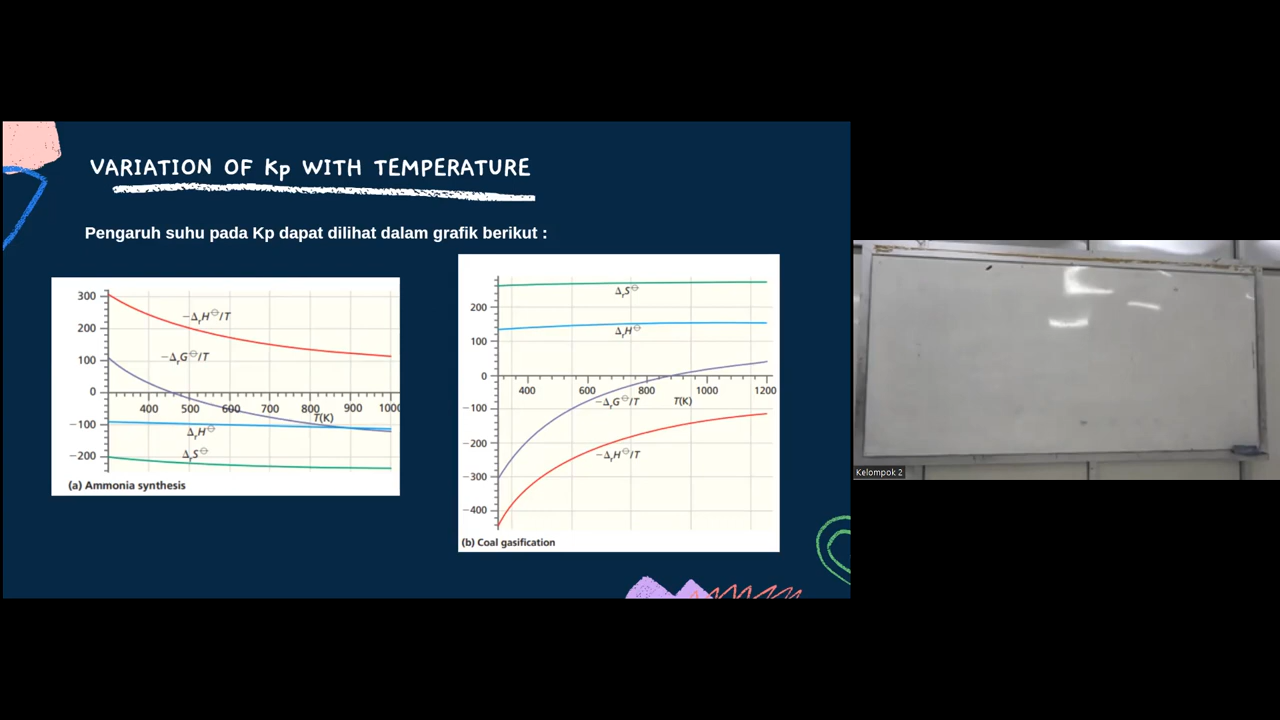 VARIATION OF Kp WITH TEMPERATURE
Pengaruh suhu pada Kp dapat dilihat dalam grafik berikut :
300
200
100
0
−100
−200
400 500 600 700 800 900 1000
T(K)
−ΔrH⊖/T
−ΔrG⊖/T
ΔrH⊖
ΔrS⊖
(a) Ammonia synthesis
200
100
0
−100
−200
−300
−400
400 600 800 1000 1200
T(K)
ΔrS⊖
ΔrH⊖
−ΔrG⊖/T
−ΔrH⊖/T
(b) Coal gasification
Kelompok 2